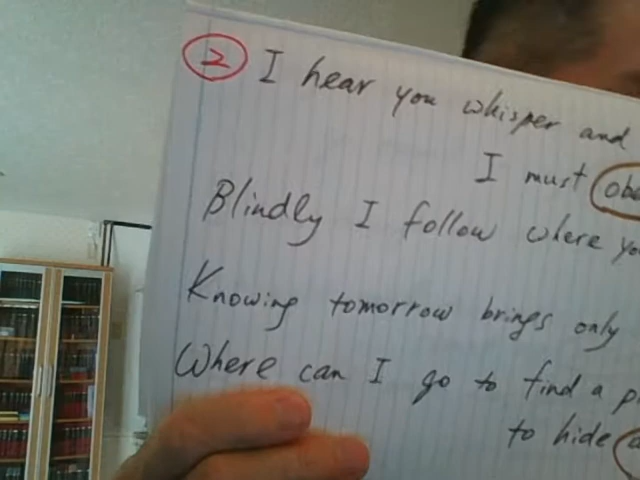 2 I hear you whisper and
I must
Blindly I follow where
Knowing tomorrow brings only
Where can I go to find a
to hide